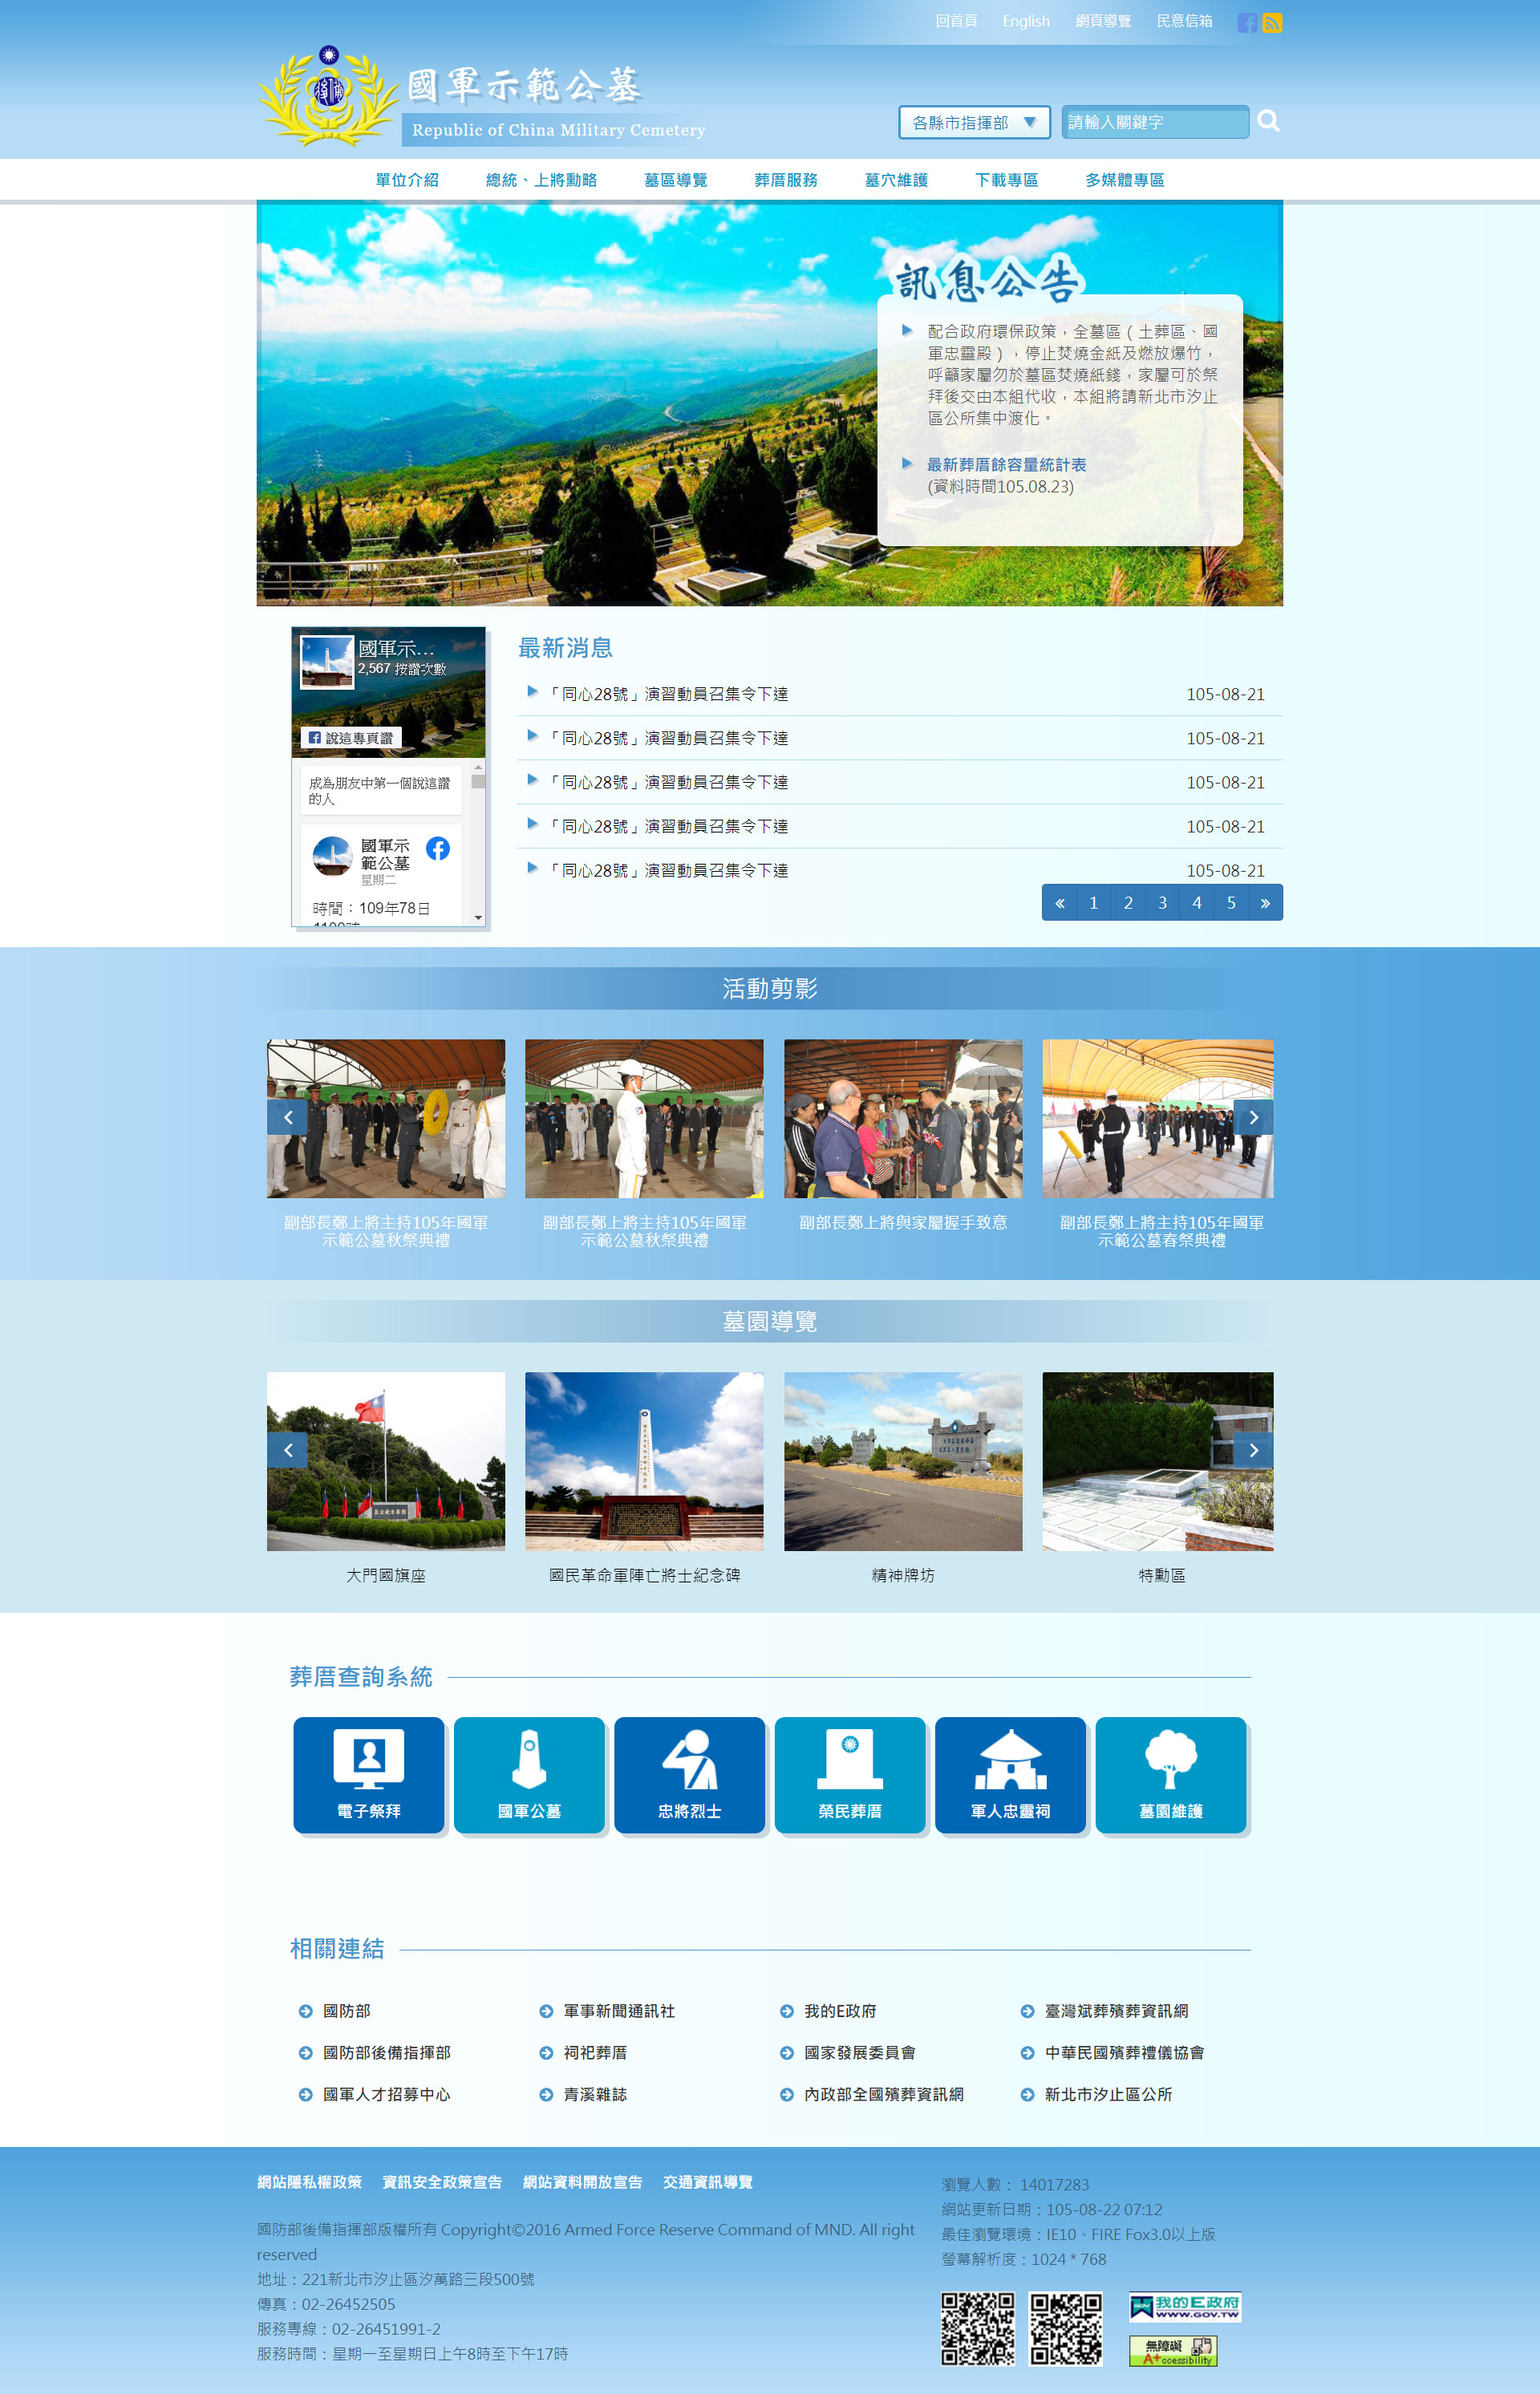 回首頁 English 網頁導覽 民意信箱
國軍示範公墓
Republic of China Military Cemetery
各縣市指揮部
請輸入關鍵字
單位介紹 總統、上將勳略 墓區導覽 葬厝服務 墓穴維護 下載專區 多媒體專區
訊息公告
配合政府環保政策，全墓區（土葬區、國
軍忠靈殿），停止焚燒金紙及燃放爆竹，
呼籲家屬勿於墓區焚燒紙錢，家屬可於祭
拜後交由本組代收，本組將請新北市汐止
區公所集中渡化。
最新葬厝餘容量統計表
(資料時間105.08.23)
國軍示...
2,567 按讚次數
說這專頁讚
成為朋友中第一個說這讚
的人
國軍示
範公墓
星期二
時間：109年78日
最新消息
「同心28號」演習動員召集令下達 105-08-21
「同心28號」演習動員召集令下達 105-08-21
「同心28號」演習動員召集令下達 105-08-21
「同心28號」演習動員召集令下達 105-08-21
「同心28號」演習動員召集令下達 105-08-21
« 1 2 3 4 5 »
活動剪影
副部長鄭上將主持105年國軍
示範公墓秋祭典禮
副部長鄭上將主持105年國軍
示範公墓秋祭典禮
副部長鄭上將與家屬握手致意
副部長鄭上將主持105年國軍
示範公墓春祭典禮
墓園導覽
大門國旗座
國民革命軍陣亡將士紀念碑
精神牌坊
特勳區
葬厝查詢系統
電子祭拜
國軍公墓
忠將烈士
榮民葬厝
軍人忠靈祠
墓園維護
相關連結
國防部 軍事新聞通訊社 我的E政府 臺灣斌葬殯葬資訊網
國防部後備指揮部 祠祀葬厝 國家發展委員會 中華民國殯葬禮儀協會
國軍人才招募中心 青溪雜誌 內政部全國殯葬資訊網 新北市汐止區公所
網站隱私權政策 資訊安全政策宣告 網站資料開放宣告 交通資訊導覽
國防部後備指揮部版權所有 Copyright©2016 Armed Force Reserve Command of MND. All right
reserved
地址：221新北市汐止區汐萬路三段500號
傳真：02-26452505
服務專線：02-26451991-2
服務時間：星期一至星期日上午8時至下午17時
瀏覽人數： 14017283
網站更新日期：105-08-22 07:12
最佳瀏覽環境：IE10、FIRE Fox3.0以上版
螢幕解析度：1024 * 768
我的E政府
WWW.GOV.TW
無障礙
A+ccessibility